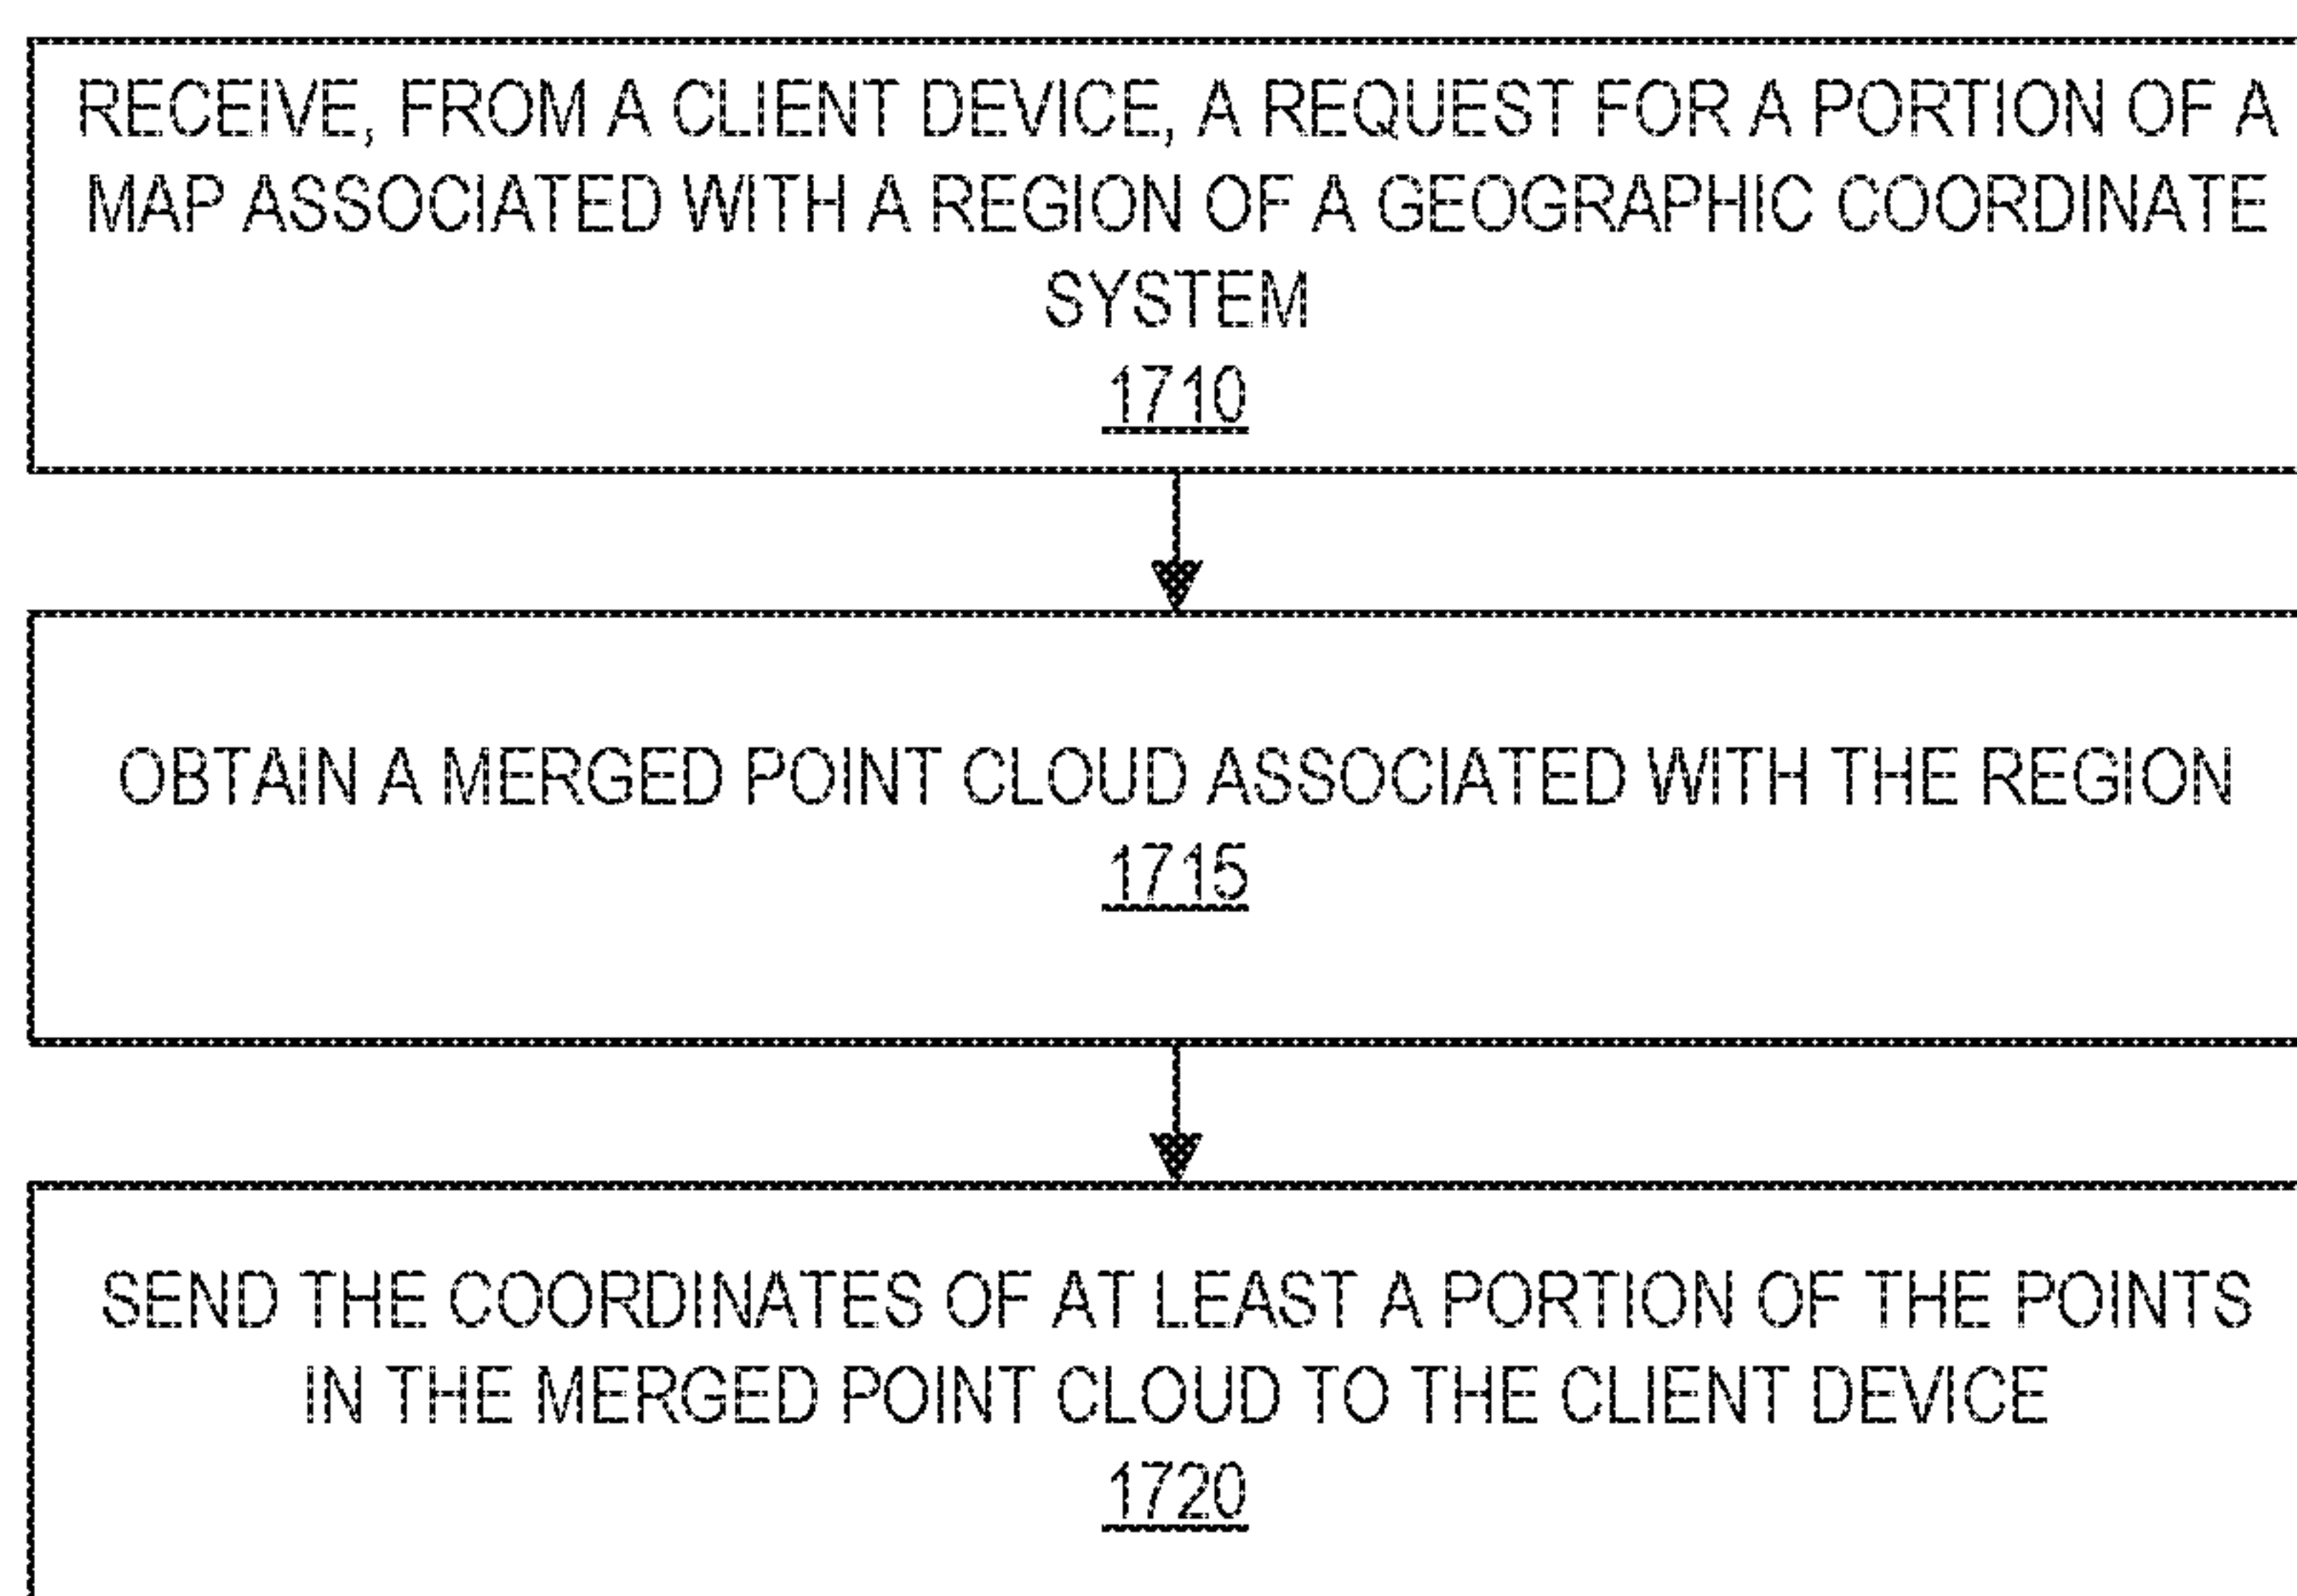 RECEIVE, FROM A CLIENT DEVICE, A REQUEST FOR A PORTION OF A
MAP ASSOCIATED WITH A REGION OF A GEOGRAPHIC COORDINATE
SYSTEM
1710
OBTAIN A MERGED POINT CLOUD ASSOCIATED WITH THE REGION
1715
SEND THE COORDINATES OF AT LEAST A PORTION OF THE POINTS
IN THE MERGED POINT CLOUD TO THE CLIENT DEVICE
1720